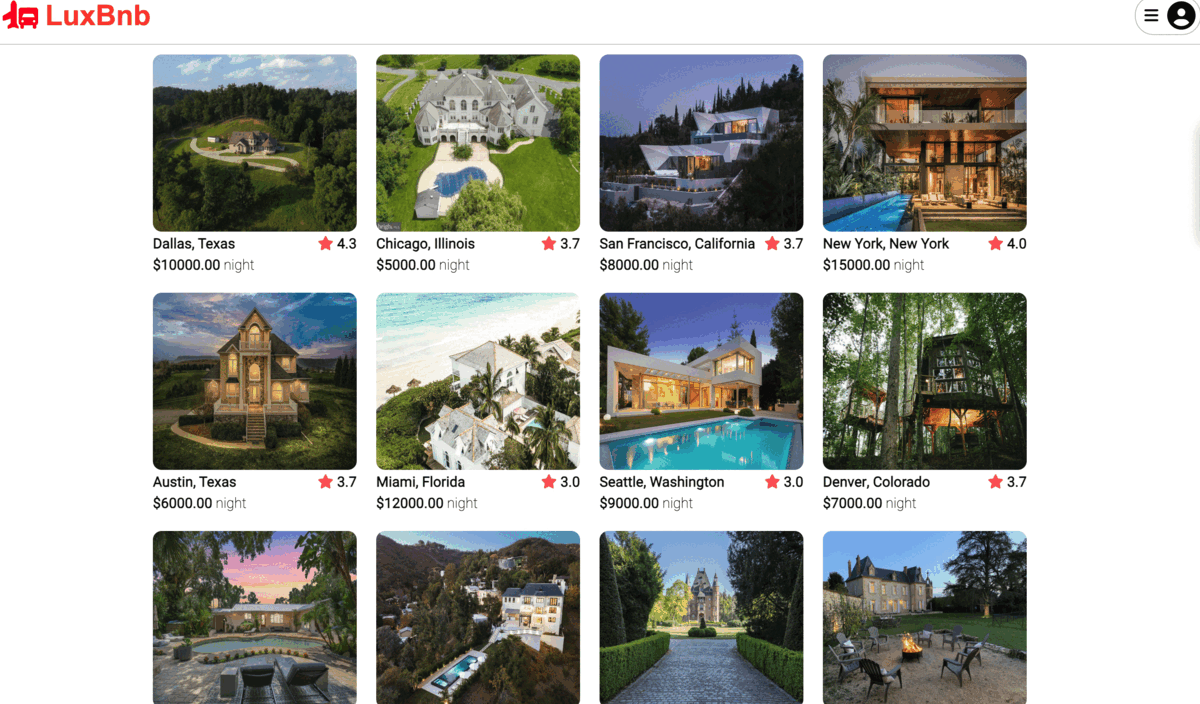 LuxBnb
Dallas, Texas 4.3
$10000.00 night
Chicago, Illinois 3.7
$5000.00 night
San Francisco, California 3.7
$8000.00 night
New York, New York 4.0
$15000.00 night
Austin, Texas 3.7
$6000.00 night
Miami, Florida 3.0
$12000.00 night
Seattle, Washington 3.0
$9000.00 night
Denver, Colorado 3.7
$7000.00 night